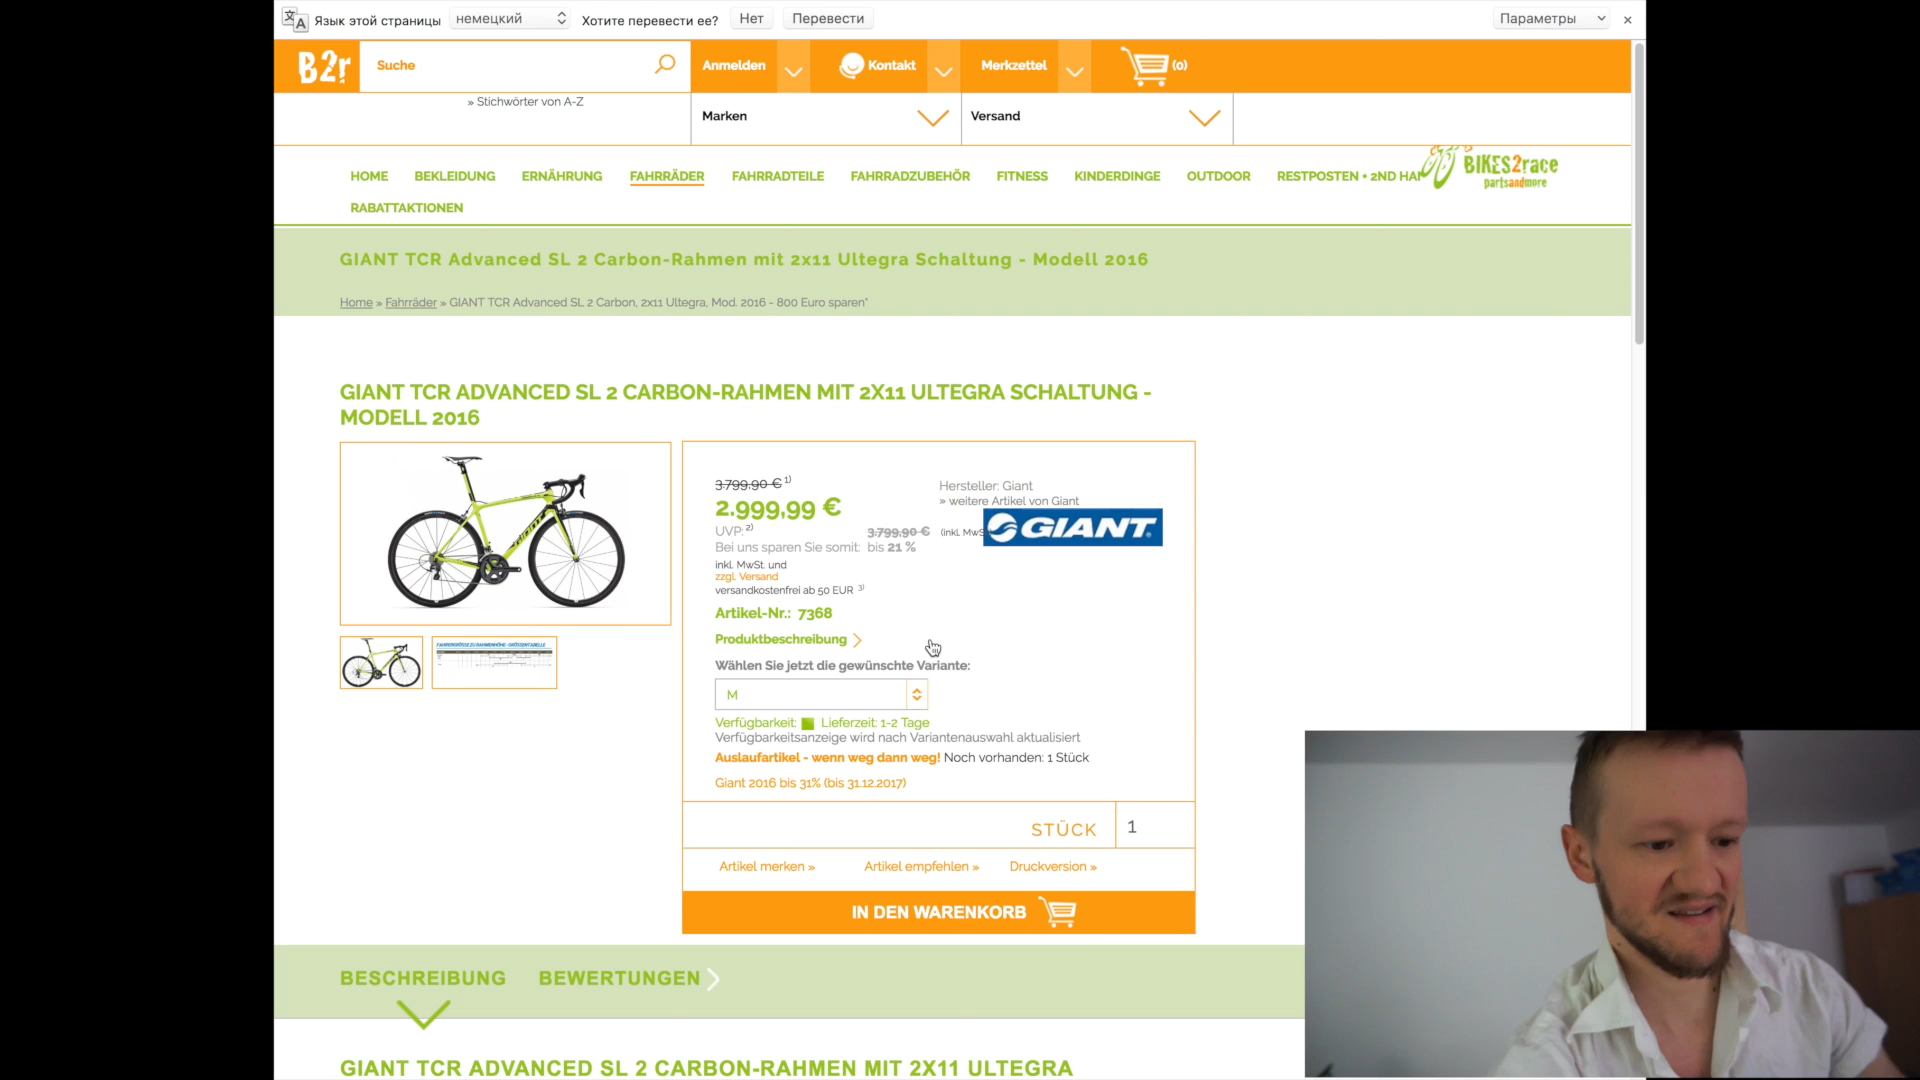 Язык этой страницы немецкий Хотите перевести ее? Нет Перевести Параметры
B2r Suche Anmelden Kontakt Merkzettel (0)
» Stichwörter von A-Z
Marken Versand
HOME BEKLEIDUNG ERNÄHRUNG FAHRRÄDER FAHRRADTEILE FAHRRADZUBEHÖR FITNESS KINDERDINGE OUTDOOR RESTPOSTEN + 2ND HA
BIKES2race
partsandmore
RABATTAKTIONEN
GIANT TCR Advanced SL 2 Carbon-Rahmen mit 2x11 Ultegra Schaltung - Modell 2016
Home » Fahrräder » GIANT TCR Advanced SL 2 Carbon, 2x11 Ultegra, Mod. 2016 - 800 Euro sparen*
GIANT TCR ADVANCED SL 2 CARBON-RAHMEN MIT 2X11 ULTEGRA SCHALTUNG -
MODELL 2016
3.799,90 € 1)
2.999,99 €
UVP: 2) 3.799,90 € (inkl. MwS
Bei uns sparen Sie somit: bis 21 %
inkl. MwSt. und
zzgl. Versand
versandkostenfrei ab 50 EUR 3)
Hersteller: Giant
» weitere Artikel von Giant
GIANT
Artikel-Nr.: 7368
Produktbeschreibung
Wählen Sie jetzt die gewünschte Variante:
M
Verfügbarkeit: Lieferzeit: 1-2 Tage
Verfügbarkeitsanzeige wird nach Variantenauswahl aktualisiert
Auslaufartikel - wenn weg dann weg! Noch vorhanden: 1 Stück
Giant 2016 bis 31% (bis 31.12.2017)
STÜCK 1
Artikel merken » Artikel empfehlen » Druckversion »
IN DEN WARENKORB
GIANT
FAHRERGRÖSSE ZU RAHMENHÖHE - GRÖSSENTABELLE
BESCHREIBUNG BEWERTUNGEN
GIANT TCR ADVANCED SL 2 CARBON-RAHMEN MIT 2X11 ULTEGRA